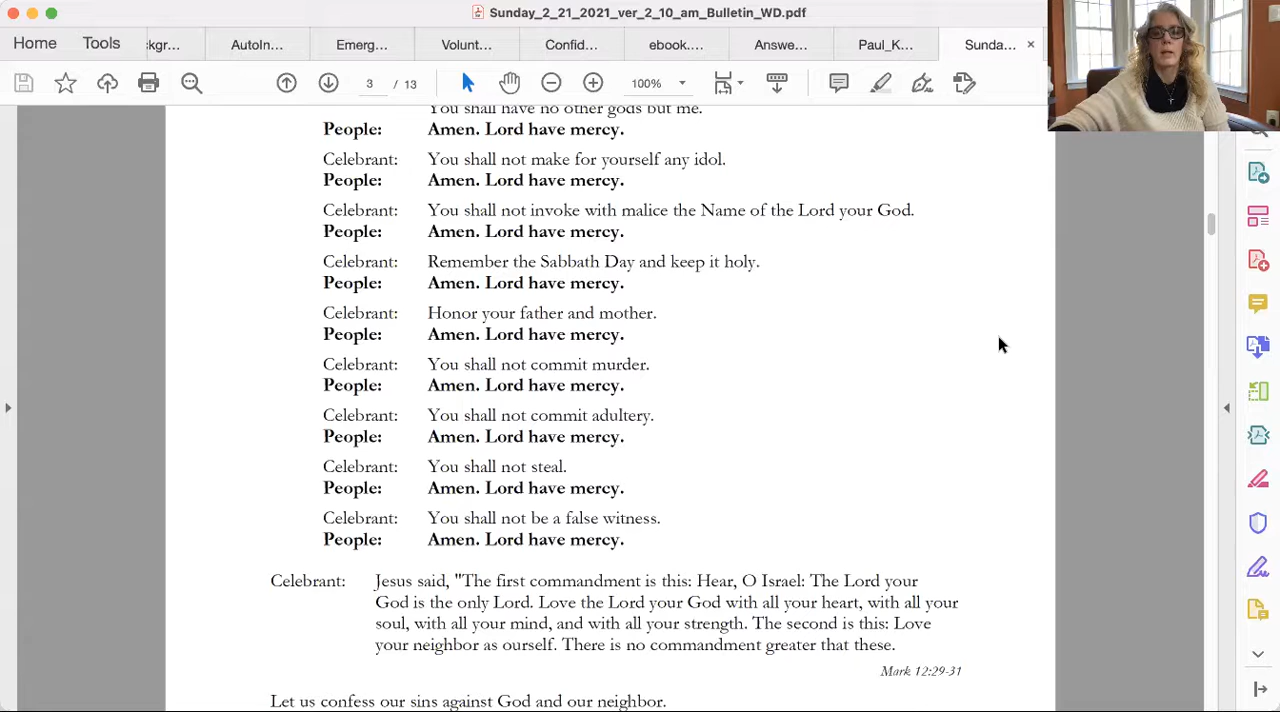 Sunday_2_21_2021_ver_2_10_am_Bulletin_WD.pdf
Home Tools kgr... AutoIn... Emerg... Volunt... Confid... ebook.... Answe... Paul_K... Sunda... ×
3 / 13 100%
You shall have no other gods but me.
People: Amen. Lord have mercy.
Celebrant: You shall not make for yourself any idol.
People: Amen. Lord have mercy.
Celebrant: You shall not invoke with malice the Name of the Lord your God.
People: Amen. Lord have mercy.
Celebrant: Remember the Sabbath Day and keep it holy.
People: Amen. Lord have mercy.
Celebrant: Honor your father and mother.
People: Amen. Lord have mercy.
Celebrant: You shall not commit murder.
People: Amen. Lord have mercy.
Celebrant: You shall not commit adultery.
People: Amen. Lord have mercy.
Celebrant: You shall not steal.
People: Amen. Lord have mercy.
Celebrant: You shall not be a false witness.
People: Amen. Lord have mercy.
Celebrant: Jesus said, "The first commandment is this: Hear, O Israel: The Lord your
God is the only Lord. Love the Lord your God with all your heart, with all your
soul, with all your mind, and with all your strength. The second is this: Love
your neighbor as ourself. There is no commandment greater that these.
Mark 12:29-31
Let us confess our sins against God and our neighbor.